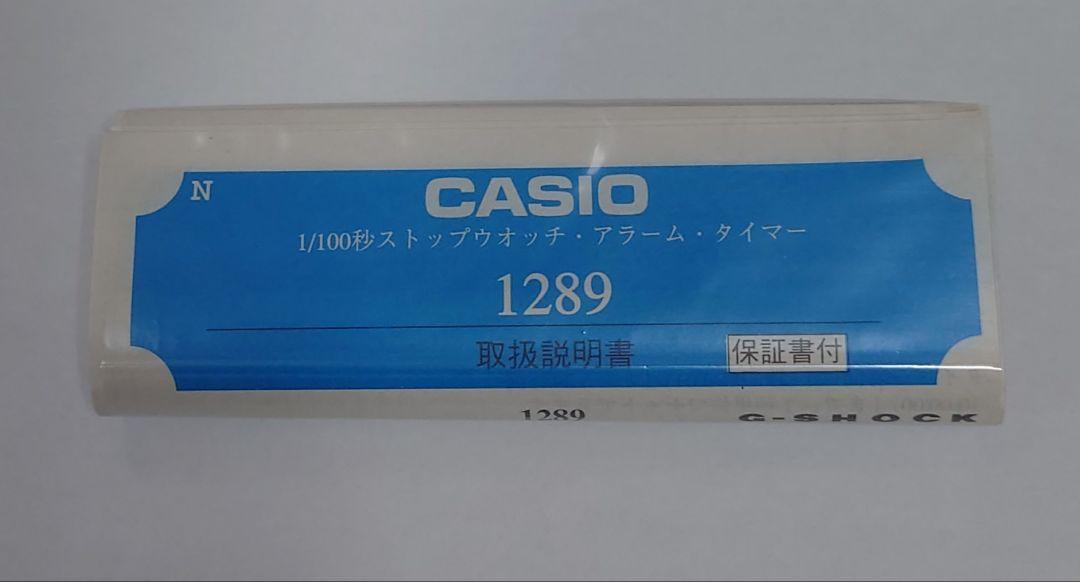 N
CASIO
1/100秒ストップウオッチ・アラーム・タイマー
1289
取扱説明書 保証書付
1289 G-SHOCK